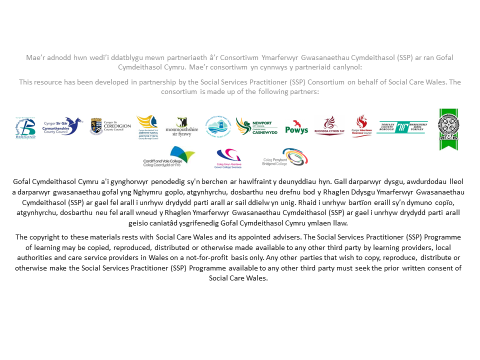 Mae'r adnodd hwn wedi'i ddatblygu mewn partneriaeth â'r Consortiwm Ymarferwyr Gwasanaethau Cymdeithasol (SSP) ar ran Gofal
Cymdeithasol Cymru. Mae'r consortiwm yn cynnwys y partneriaid canlynol:
This resource has been developed in partnership by the Social Services Practitioner (SSP) Consortium on behalf of Social Care Wales. The
consortium is made up of the following partners:
Cyngor Sir Gâr
Carmarthenshire
County Council
Cyngor Sir
CEREDIGION
County Council
monmouthshire
sir fynwy
NEWPORT
CITY COUNCIL
CYNGOR DINAS
CASNEWYDD
Powys
RHONDDA CYNON TAF
Cardiff and Vale College
Coleg Caerdydd a'r Fro
Coleg Penybont
Bridgend College
Gofal Cymdeithasol Cymru a'i gynghorwyr penodedig sy'n berchen ar hawlfraint y deunyddiau hyn. Gall darparwyr dysgu, awdurdodau lleol
a darparwyr gwasanaethau gofal yng Nghymru gopïo, atgynhyrchu, dosbarthu neu drefnu bod y Rhaglen Ddysgu Ymarferwyr Gwasanaethau
Cymdeithasol (SSP) ar gael fel arall i unrhyw drydydd parti arall ar sail ddielw yn unig. Rhaid i unrhyw bartïon eraill sy'n dymuno copïo,
atgynhyrchu, dosbarthu neu fel arall wneud y Rhaglen Ymarferwyr Gwasanaethau Cymdeithasol (SSP) ar gael i unrhyw drydydd parti arall
geisio caniatâd ysgrifenedig Gofal Cymdeithasol Cymru ymlaen llaw.
The copyright to these materials rests with Social Care Wales and its appointed advisers. The Social Services Practitioner (SSP) Programme
of learning may be copied, reproduced, distributed or otherwise made available to any other third party by learning providers, local
authorities and care service providers in Wales on a not-for-profit basis only. Any other parties that wish to copy, reproduce, distribute or
otherwise make the Social Services Practitioner (SSP) Programme available to any other third party must seek the prior written consent of
Social Care Wales.